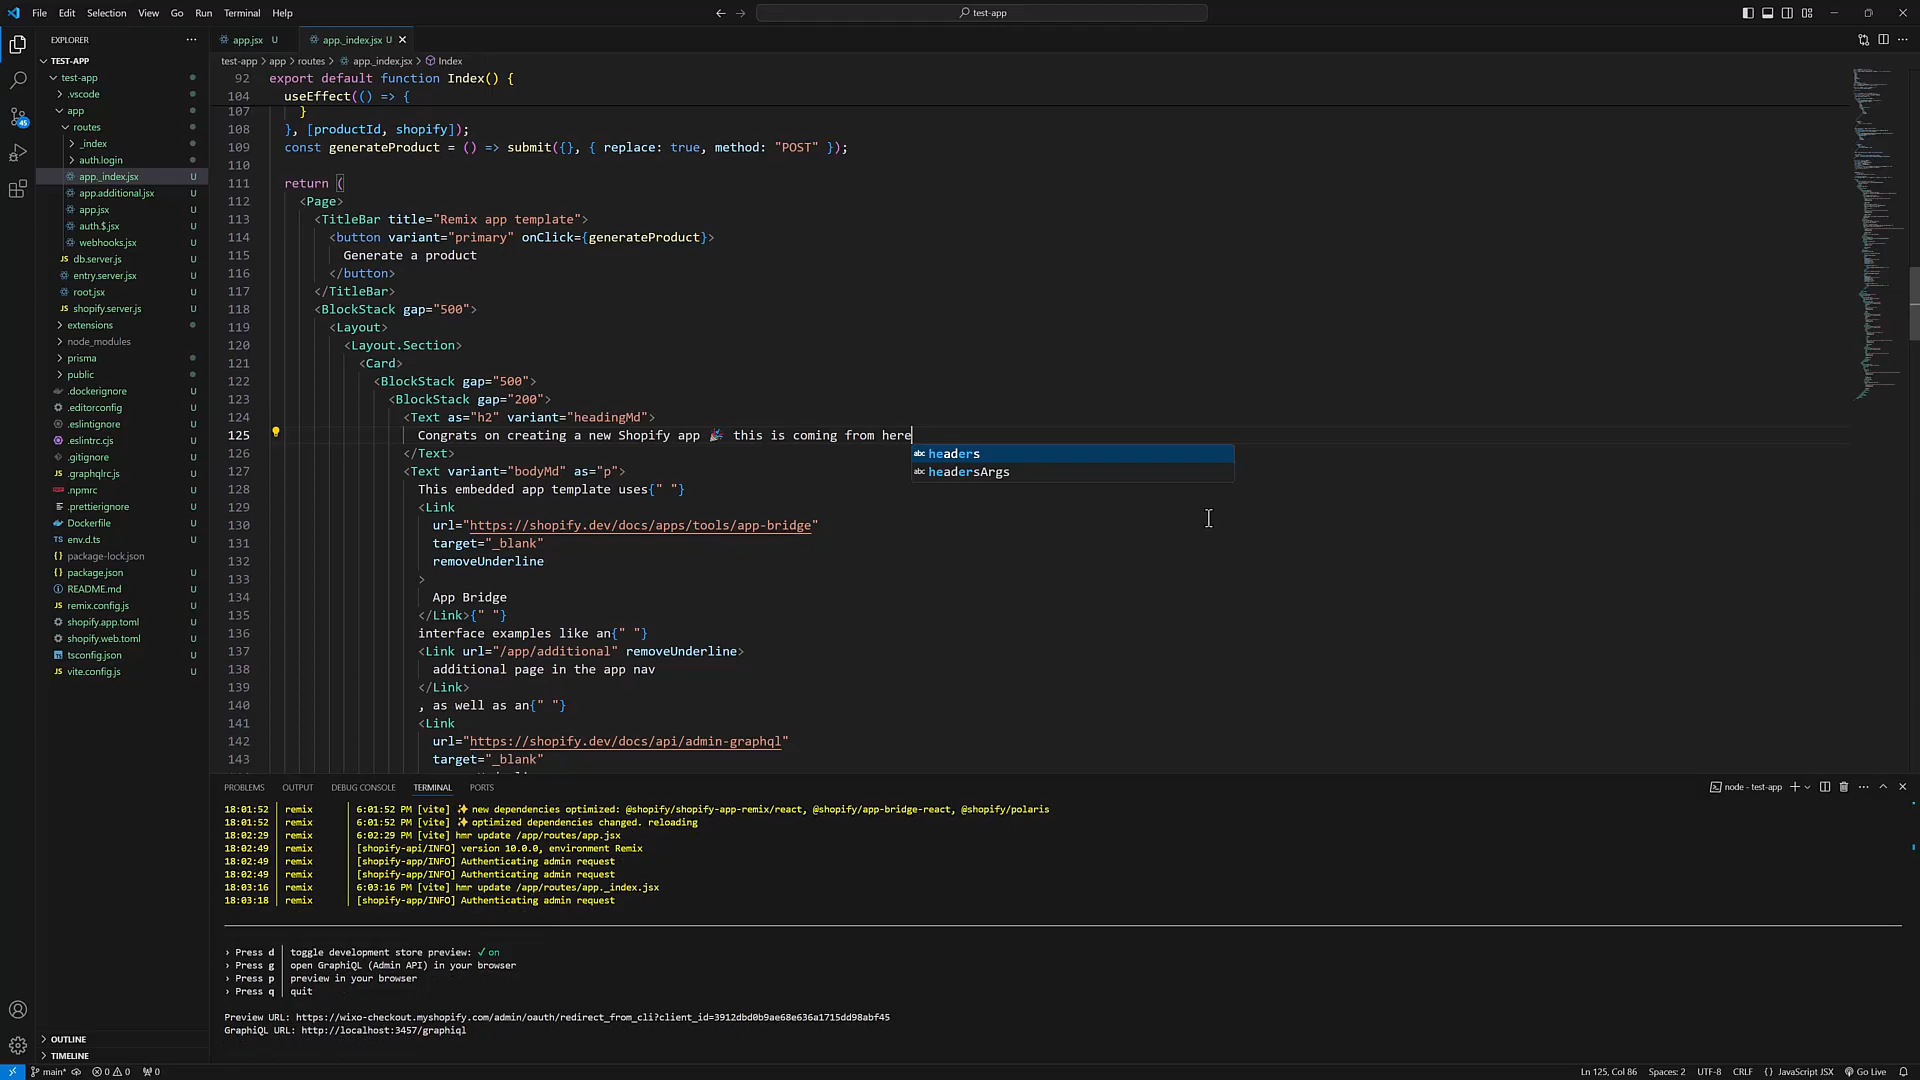 File Edit Selection View Go Run Terminal Help
test-app
EXPLORER
app.jsx U
app._index.jsx U
TEST-APP
test-app > app > routes > app._index.jsx > Index
test-app
.vscode
app
routes
_index
auth.login
app._index.jsx U
app.additional.jsx U
app.jsx U
auth.$.jsx U
webhooks.jsx U
JS db.server.js U
entry.server.jsx U
root.jsx U
JS shopify.server.js U
extensions
node_modules
prisma
public
.dockerignore U
.editorconfig U
.eslintignore U
.eslintrc.cjs U
.gitignore U
.graphqlrc.js U
.npmrc U
.prettierignore U
Dockerfile U
TS env.d.ts U
package-lock.json
package.json U
README.md U
JS remix.config.js U
shopify.app.toml U
shopify.web.toml U
tsconfig.json U
JS vite.config.js U
OUTLINE
TIMELINE
92 export default function Index() {
104 useEffect(() => {
107 }
108 }, [productId, shopify]);
109 const generateProduct = () => submit({}, { replace: true, method: "POST" });
110
111 return (
112 <Page>
113 <TitleBar title="Remix app template">
114 <button variant="primary" onClick={generateProduct}>
115 Generate a product
116 </button>
117 </TitleBar>
118 <BlockStack gap="500">
119 <Layout>
120 <Layout.Section>
121 <Card>
122 <BlockStack gap="500">
123 <BlockStack gap="200">
124 <Text as="h2" variant="headingMd">
125 Congrats on creating a new Shopify app 🎉 this is coming from here
126 </Text>
headers
127 <Text variant="bodyMd" as="p">
headersArgs
128 This embedded app template uses{" "}
129 <Link
130 url="https://shopify.dev/docs/apps/tools/app-bridge"
131 target="_blank"
132 removeUnderline
133 >
134 App Bridge
135 </Link>{" "}
136 interface examples like an{" "}
137 <Link url="/app/additional" removeUnderline>
138 additional page in the app nav
139 </Link>
140 , as well as an{" "}
141 <Link
142 url="https://shopify.dev/docs/api/admin-graphql"
143 target="_blank"
PROBLEMS OUTPUT DEBUG CONSOLE TERMINAL PORTS
node - test-app
18:01:52 remix 6:01:52 PM [vite] ✨ new dependencies optimized: @shopify/shopify-app-remix/react, @shopify/app-bridge-react, @shopify/polaris
18:01:52 remix 6:01:52 PM [vite] ✨ optimized dependencies changed. reloading
18:02:29 remix 6:02:29 PM [vite] hmr update /app/routes/app.jsx
18:02:49 remix [shopify-api/INFO] version 10.0.0, environment Remix
18:02:49 remix [shopify-app/INFO] Authenticating admin request
18:02:49 remix [shopify-app/INFO] Authenticating admin request
18:03:16 remix 6:03:16 PM [vite] hmr update /app/routes/app._index.jsx
18:03:18 remix [shopify-app/INFO] Authenticating admin request
› Press d | toggle development store preview: ✓ on
› Press g | open GraphiQL (Admin API) in your browser
› Press p | preview in your browser
› Press q | quit
Preview URL: https://wixo-checkout.myshopify.com/admin/oauth/redirect_from_cli?client_id=3912dbd0b9ae68e636a1715dd98abf45
GraphiQL URL: http://localhost:3457/graphiql
main* 0 0 0 Ln 125, Col 86 Spaces: 2 UTF-8 CRLF {} JavaScript JSX Go Live